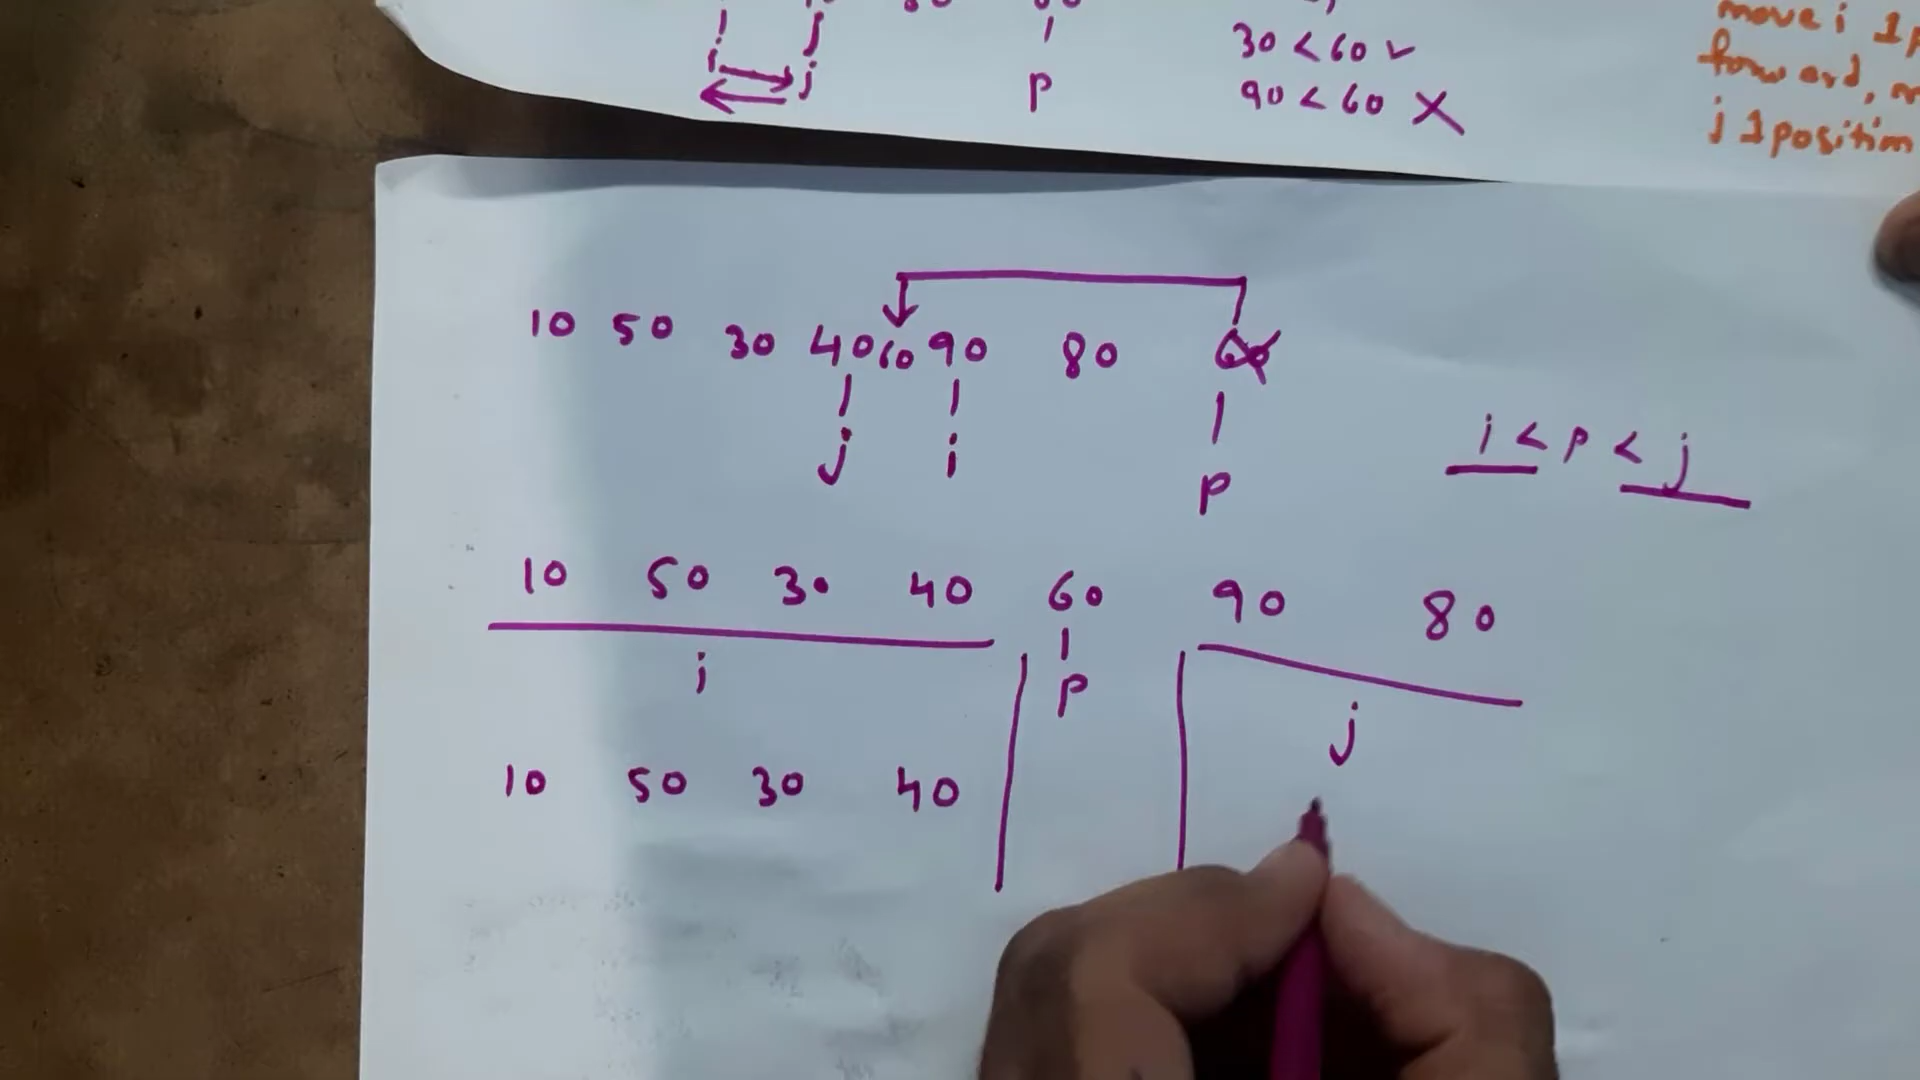 30 < 60 ✓
90 < 60 X
i j
p
move i 1
forward,
j 1 position
10 50 30 40 60 90 80 60
j i
p
i < p < j
10 50 30 40 60 90 80
i p j
10 50 30 40